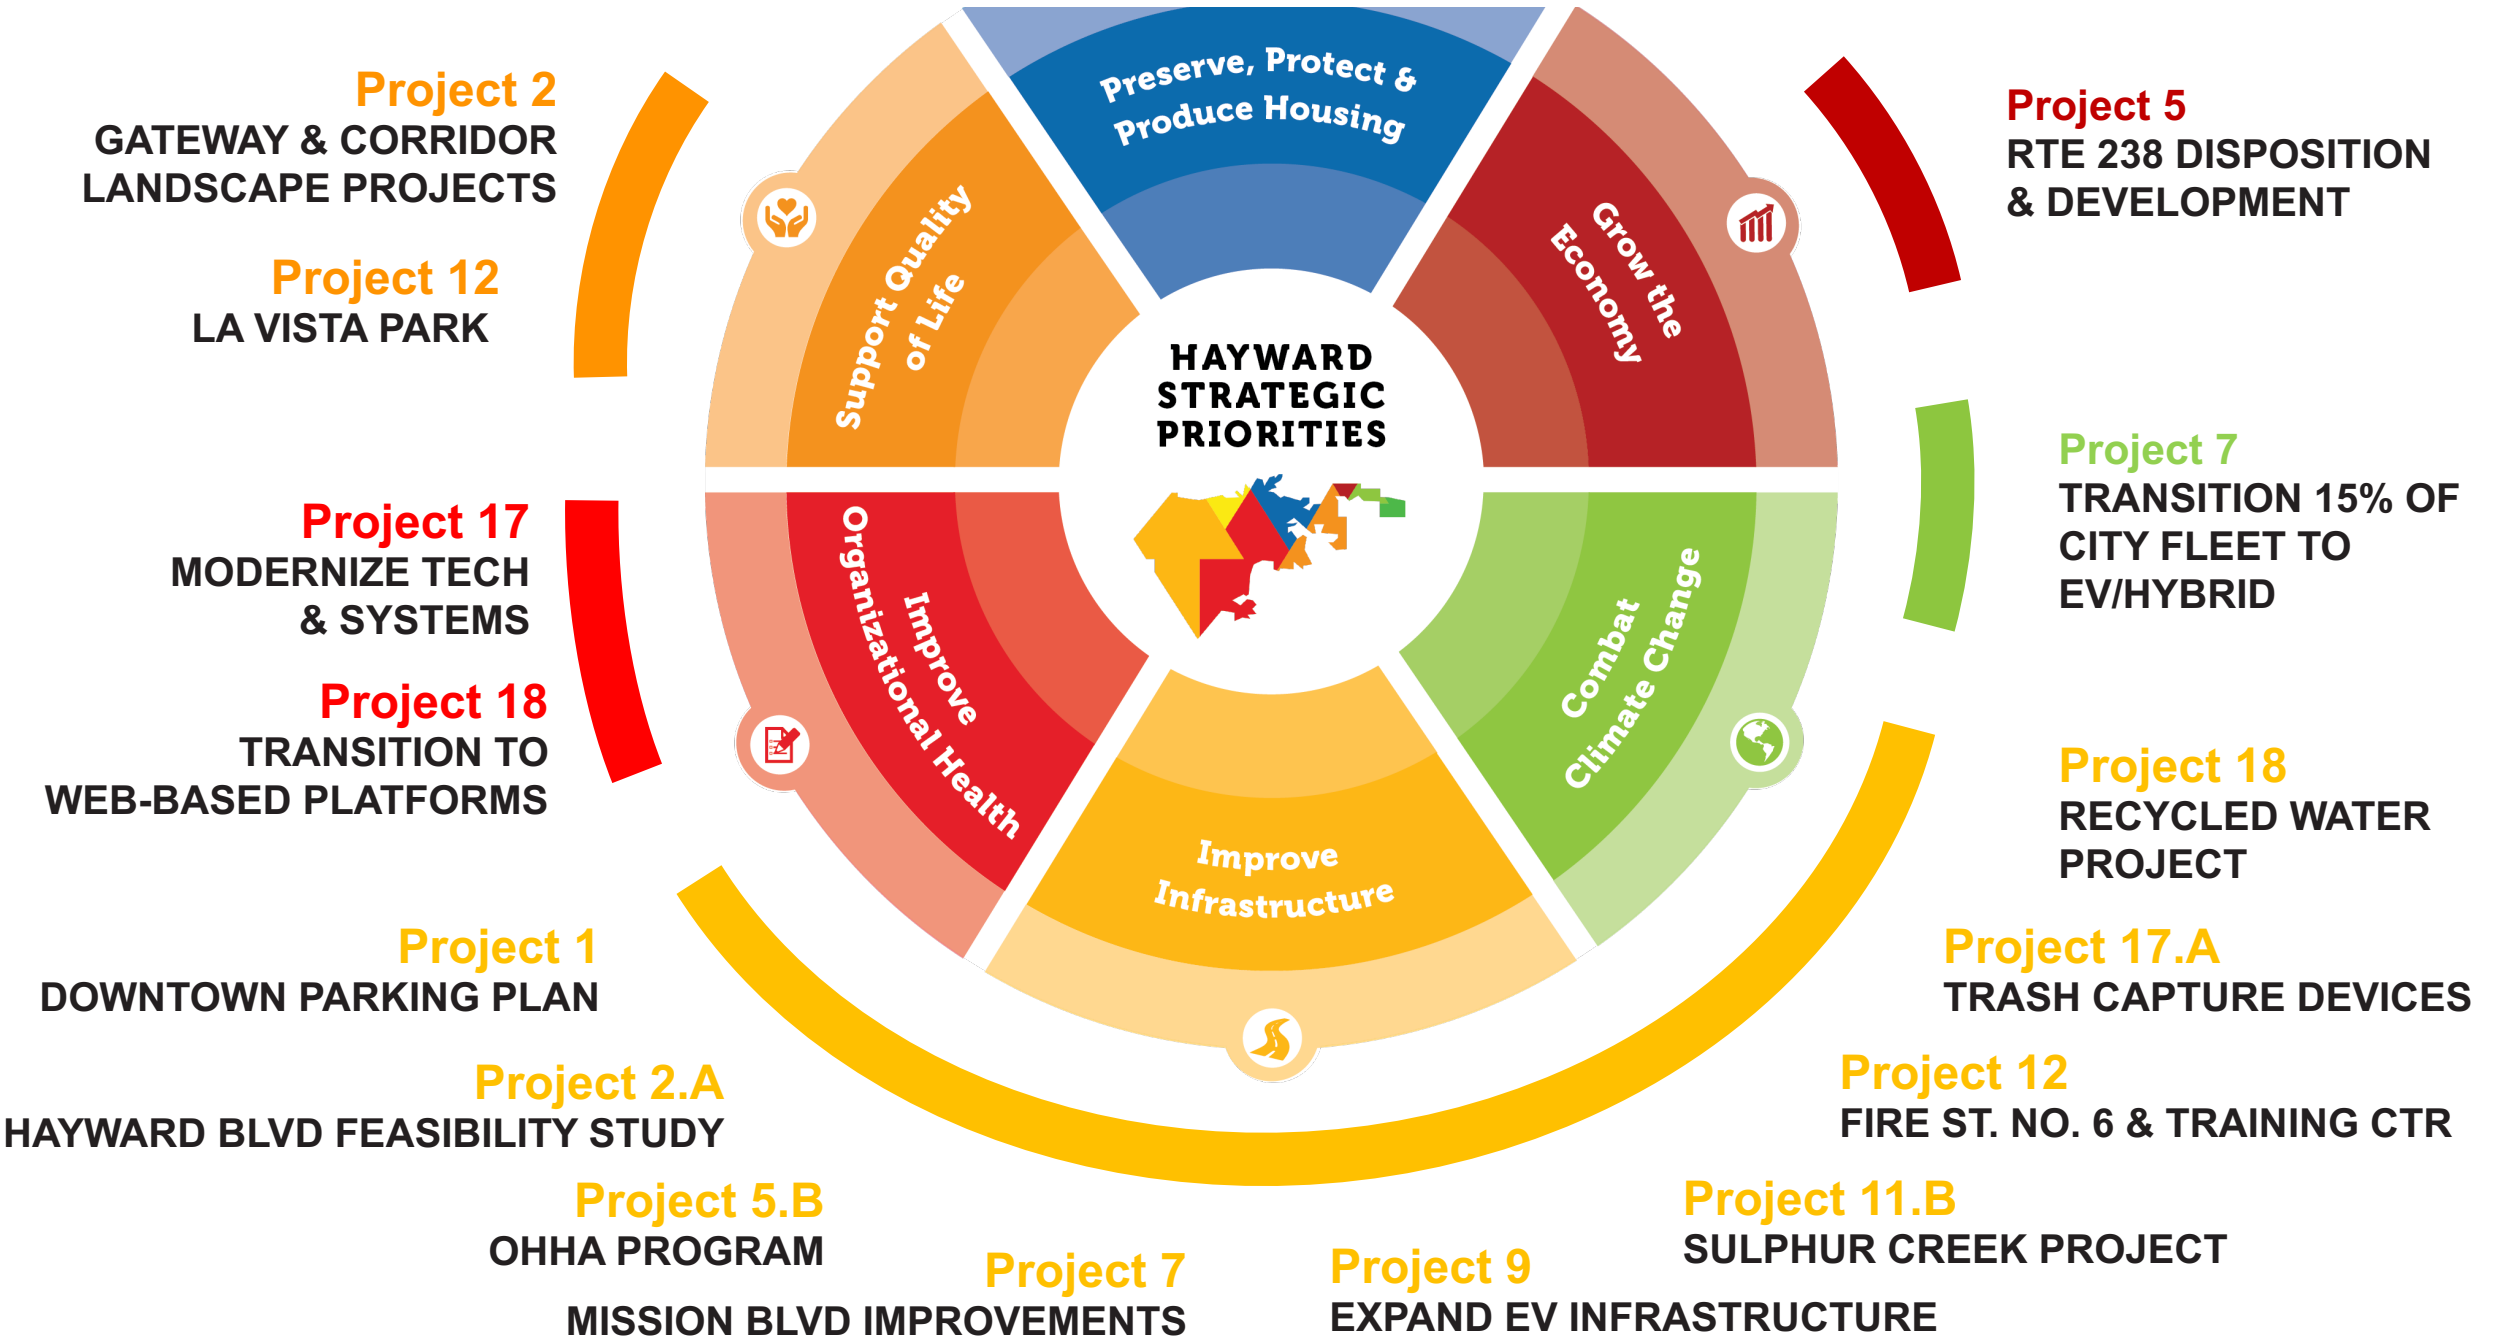 Preserve, Protect &
Produce Housing
Project 2
GATEWAY & CORRIDOR
LANDSCAPE PROJECTS
Project 12
LA VISTA PARK
Support Quality
of Life
Grow the
Economy
Project 5
RTE 238 DISPOSITION
& DEVELOPMENT
HAYWARD
STRATEGIC
PRIORITIES
Project 7
TRANSITION 15% OF
CITY FLEET TO
EV/HYBRID
Project 17
MODERNIZE TECH
& SYSTEMS
Project 18
TRANSITION TO
WEB-BASED PLATFORMS
Improve
Organizational Health
Combat
Climate Change
Improve
Infrastructure
Project 18
RECYCLED WATER
PROJECT
Project 17.A
TRASH CAPTURE DEVICES
Project 12
FIRE ST. NO. 6 & TRAINING CTR
Project 11.B
SULPHUR CREEK PROJECT
Project 9
EXPAND EV INFRASTRUCTURE
Project 1
DOWNTOWN PARKING PLAN
Project 2.A
HAYWARD BLVD FEASIBILITY STUDY
Project 5.B
OHHA PROGRAM
Project 7
MISSION BLVD IMPROVEMENTS